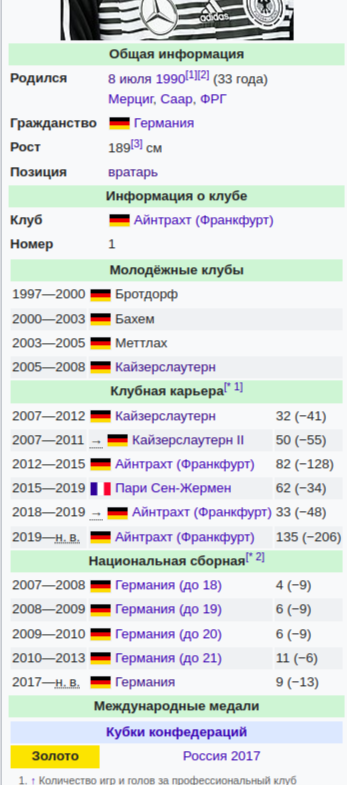 adidas
Общая информация
Родился 8 июля 1990[1][2] (33 года)
Мерциг, Саар, ФРГ
Гражданство Германия
Рост 189[3] см
Позиция вратарь
Информация о клубе
Клуб Айнтрахт (Франкфурт)
Номер 1
Молодёжные клубы
1997—2000 Бротдорф
2000—2003 Бахем
2003—2005 Меттлах
2005—2008 Кайзерслаутерн
Клубная карьера[* 1]
2007—2012 Кайзерслаутерн 32 (−41)
2007—2011 → Кайзерслаутерн II 50 (−55)
2012—2015 Айнтрахт (Франкфурт) 82 (−128)
2015—2019 Пари Сен-Жермен 62 (−34)
2018—2019 → Айнтрахт (Франкфурт) 33 (−48)
2019—н. в. Айнтрахт (Франкфурт) 135 (−206)
Национальная сборная[* 2]
2007—2008 Германия (до 18) 4 (−9)
2008—2009 Германия (до 19) 6 (−9)
2009—2010 Германия (до 20) 6 (−9)
2010—2013 Германия (до 21) 11 (−6)
2017—н. в. Германия 9 (−13)
Международные медали
Кубки конфедераций
Золото Россия 2017
1. ↑ Количество игр и голов за профессиональный клуб